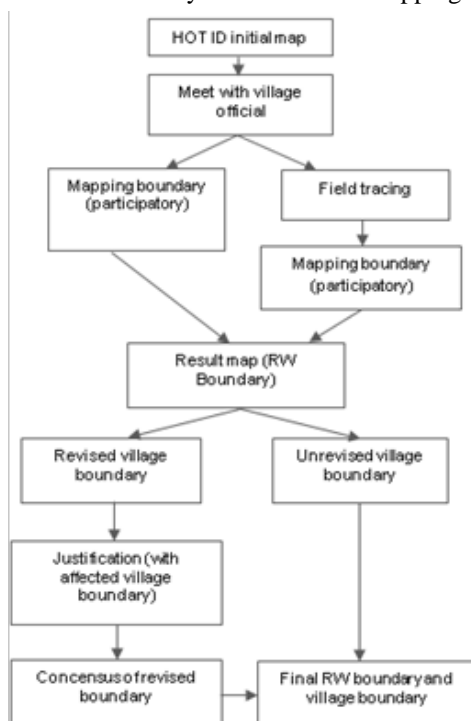 HOT ID initial map
Meet with village
official
Mapping boundary
(participatory)
Field tracing
Mapping boundary
(participatory)
Result map (RW
Boundary)
Revised village
boundary
Unrevised village
boundary
Justification (with
affected village
boundary)
Concensus of revised
boundary
Final RW boundary and
village boundary